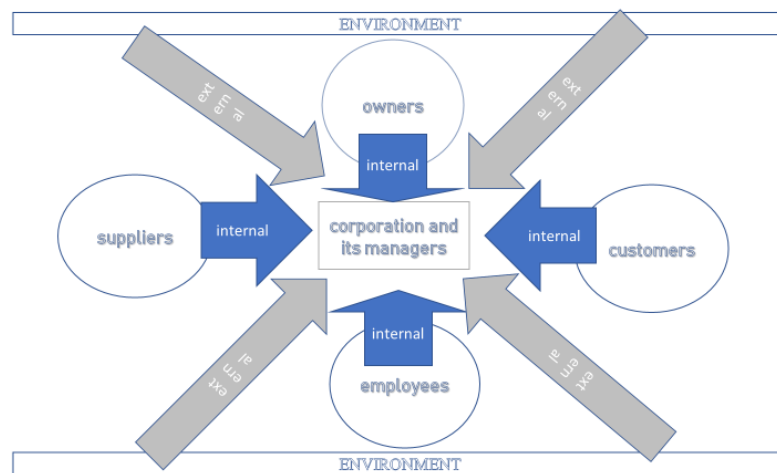 ENVIRONMENT
ext
ern
al
ext
ern
al
owners
internal
suppliers
internal
corporation and
its managers
internal
customers
internal
employees
ext
ern
al
ext
ern
al
ENVIRONMENT